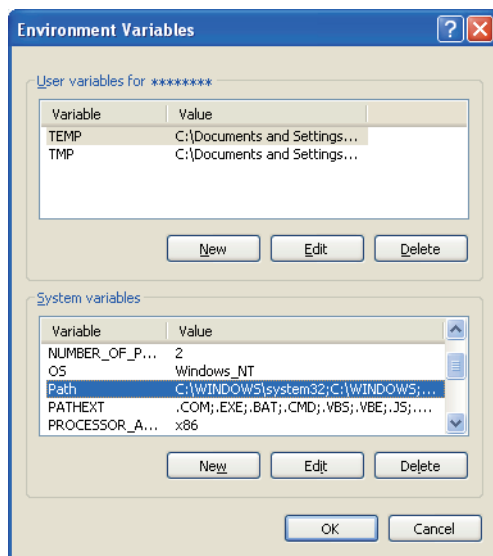 Environment Variables
User variables for ********
Variable Value
TEMP C:\Documents and Settings...
TMP C:\Documents and Settings...
New Edit Delete
System variables
Variable Value
NUMBER_OF_P... 2
OS Windows_NT
Path C:\WINDOWS\system32;C:\WINDOWS;...
PATHEXT .COM;.EXE;.BAT;.CMD;.VBS;.VBE;.JS;....
PROCESSOR_A... x86
New Edit Delete
OK Cancel